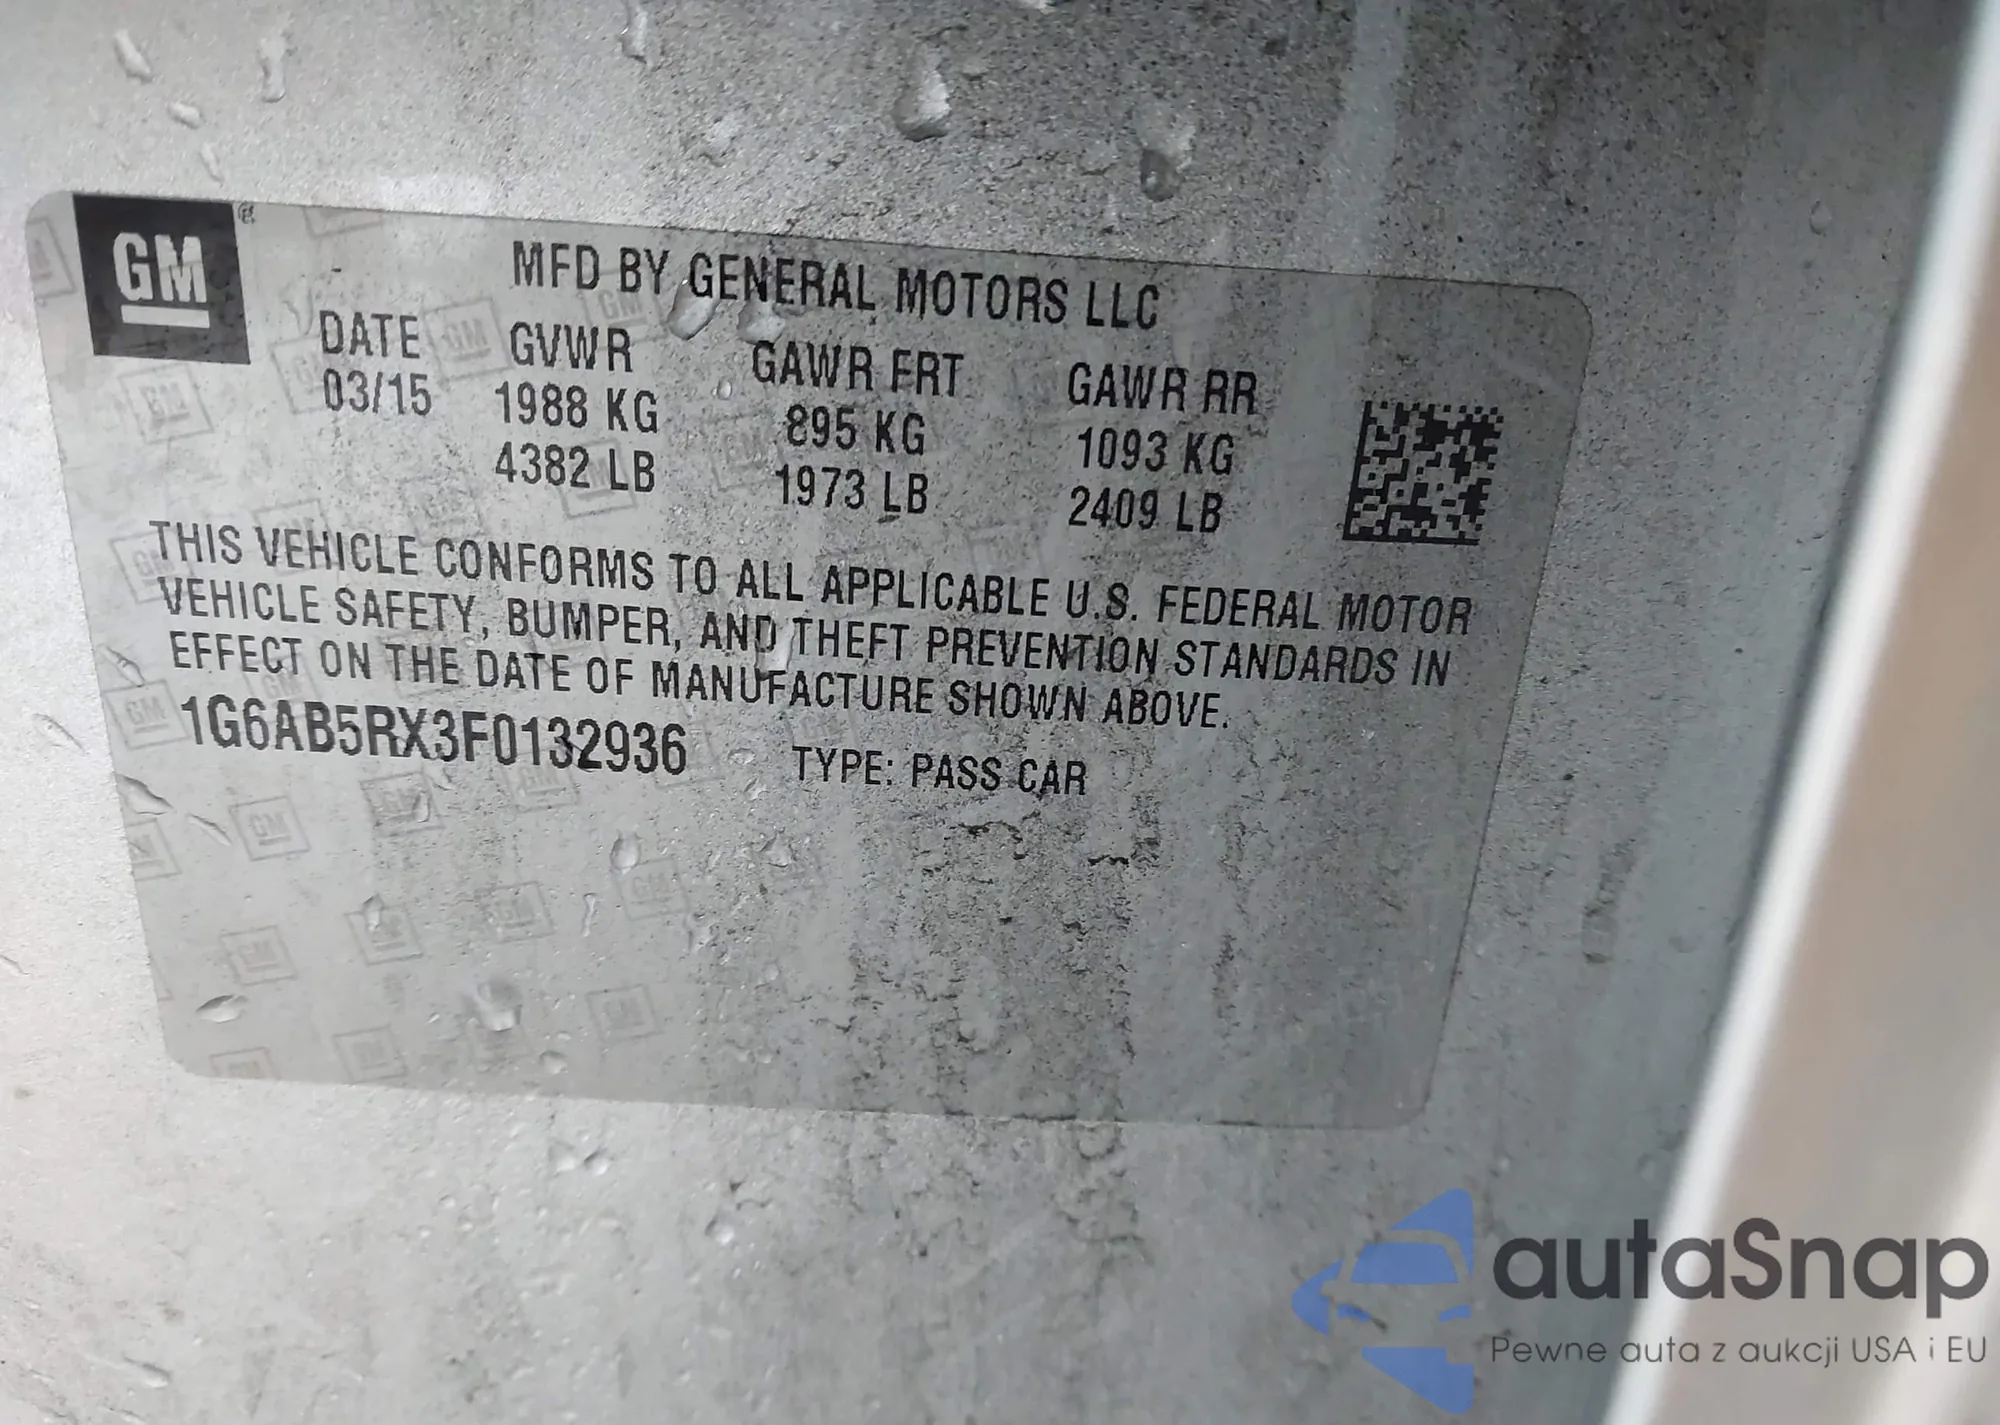 GM
MFD BY GENERAL MOTORS LLC
DATE GVWR GAWR FRT GAWR RR
03/15 1988 KG 895 KG 1093 KG
4382 LB 1973 LB 2409 LB
THIS VEHICLE CONFORMS TO ALL APPLICABLE U.S. FEDERAL MOTOR
VEHICLE SAFETY, BUMPER, AND THEFT PREVENTION STANDARDS IN
EFFECT ON THE DATE OF MANUFACTURE SHOWN ABOVE.
1G6AB5RX3F0132936 TYPE: PASS CAR
autaSnap
Pewne auta z aukcji USA i EU